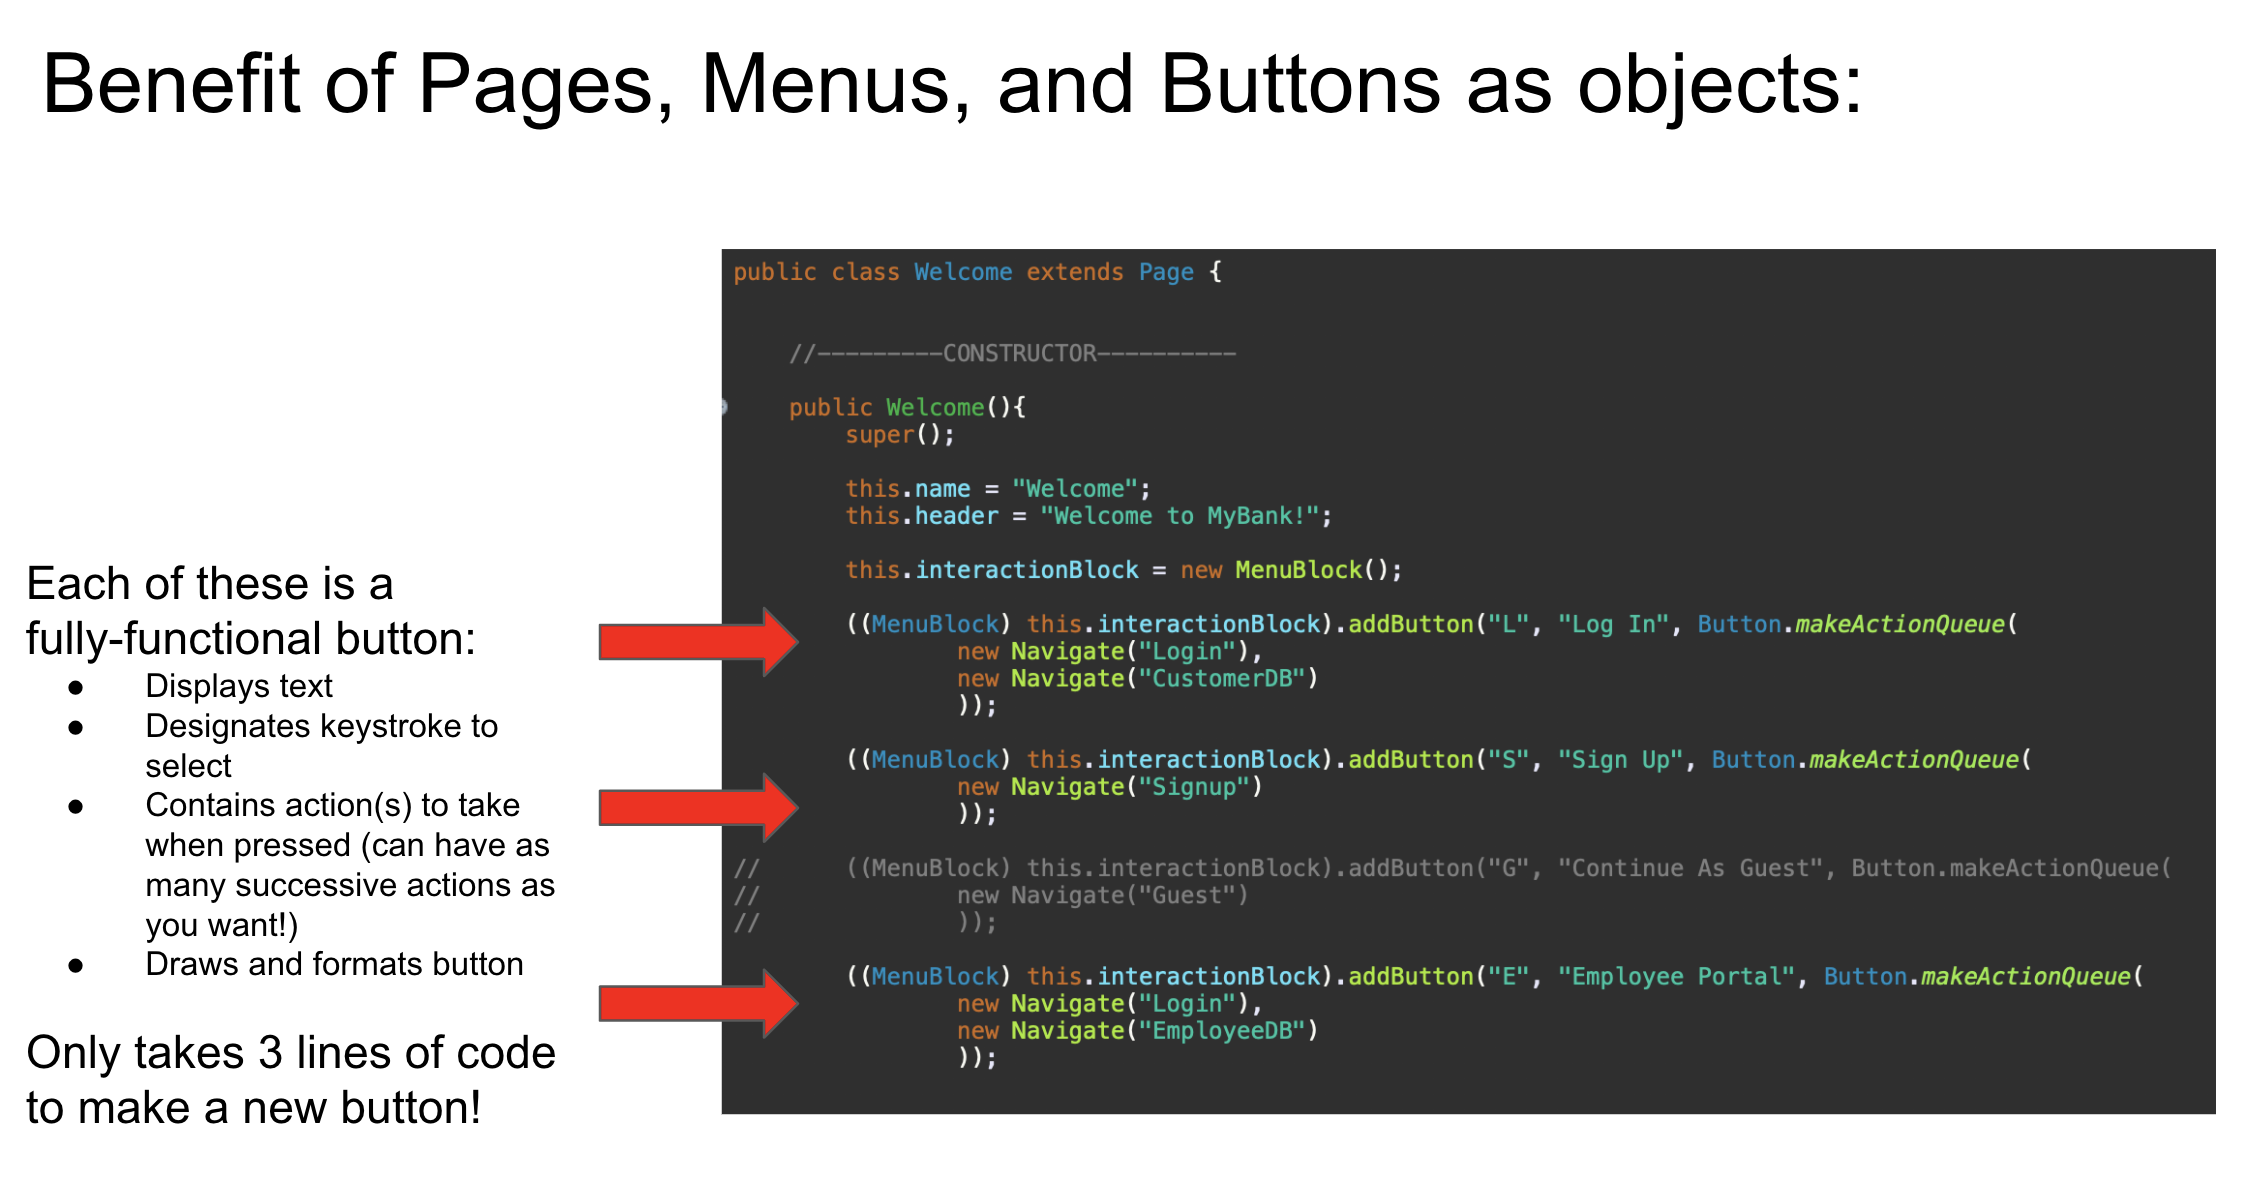 Benefit of Pages, Menus, and Buttons as objects:
Each of these is a
fully-functional button:
● Displays text
● Designates keystroke to
select
● Contains action(s) to take
when pressed (can have as
many successive actions as
you want!)
● Draws and formats button
Only takes 3 lines of code
to make a new button!
public class Welcome extends Page {
//---------CONSTRUCTOR----------
public Welcome(){
super();
this.name = "Welcome";
this.header = "Welcome to MyBank!";
this.interactionBlock = new MenuBlock();
((MenuBlock) this.interactionBlock).addButton("L", "Log In", Button.makeActionQueue(
new Navigate("Login"),
new Navigate("CustomerDB")
));
((MenuBlock) this.interactionBlock).addButton("S", "Sign Up", Button.makeActionQueue(
new Navigate("Signup")
));
// ((MenuBlock) this.interactionBlock).addButton("G", "Continue As Guest", Button.makeActionQueue(
// new Navigate("Guest")
// ));
((MenuBlock) this.interactionBlock).addButton("E", "Employee Portal", Button.makeActionQueue(
new Navigate("Login"),
new Navigate("EmployeeDB")
));